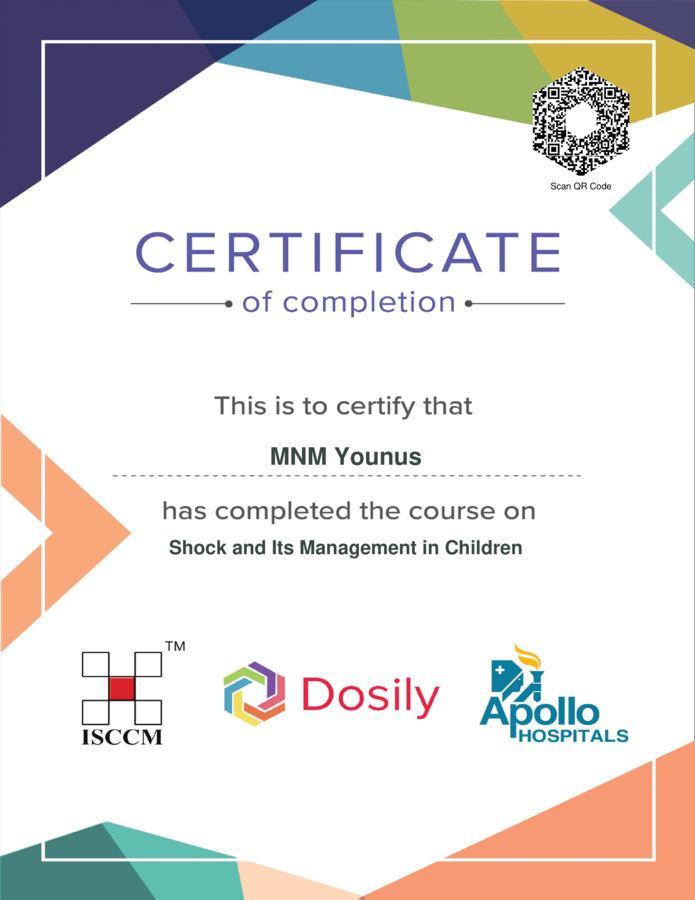 Scan QR Code
CERTIFICATE
of completion
This is to certify that
MNM Younus
has completed the course on
Shock and Its Management in Children
TM
ISCCM
Dosily
Apollo
HOSPITALS